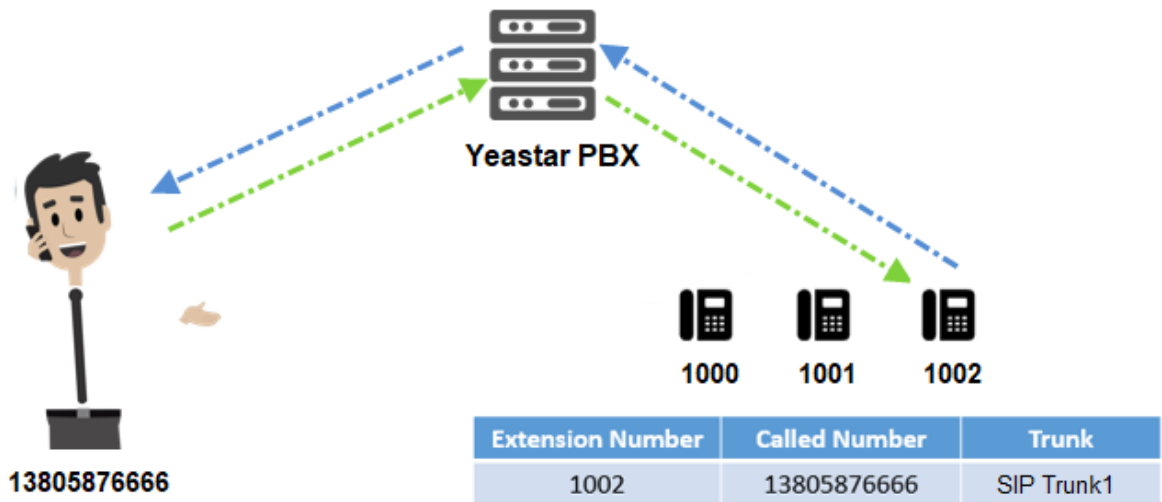 Yeastar PBX
1000 1001 1002
13805876666
Extension Number Called Number Trunk
1002 13805876666 SIP Trunk1